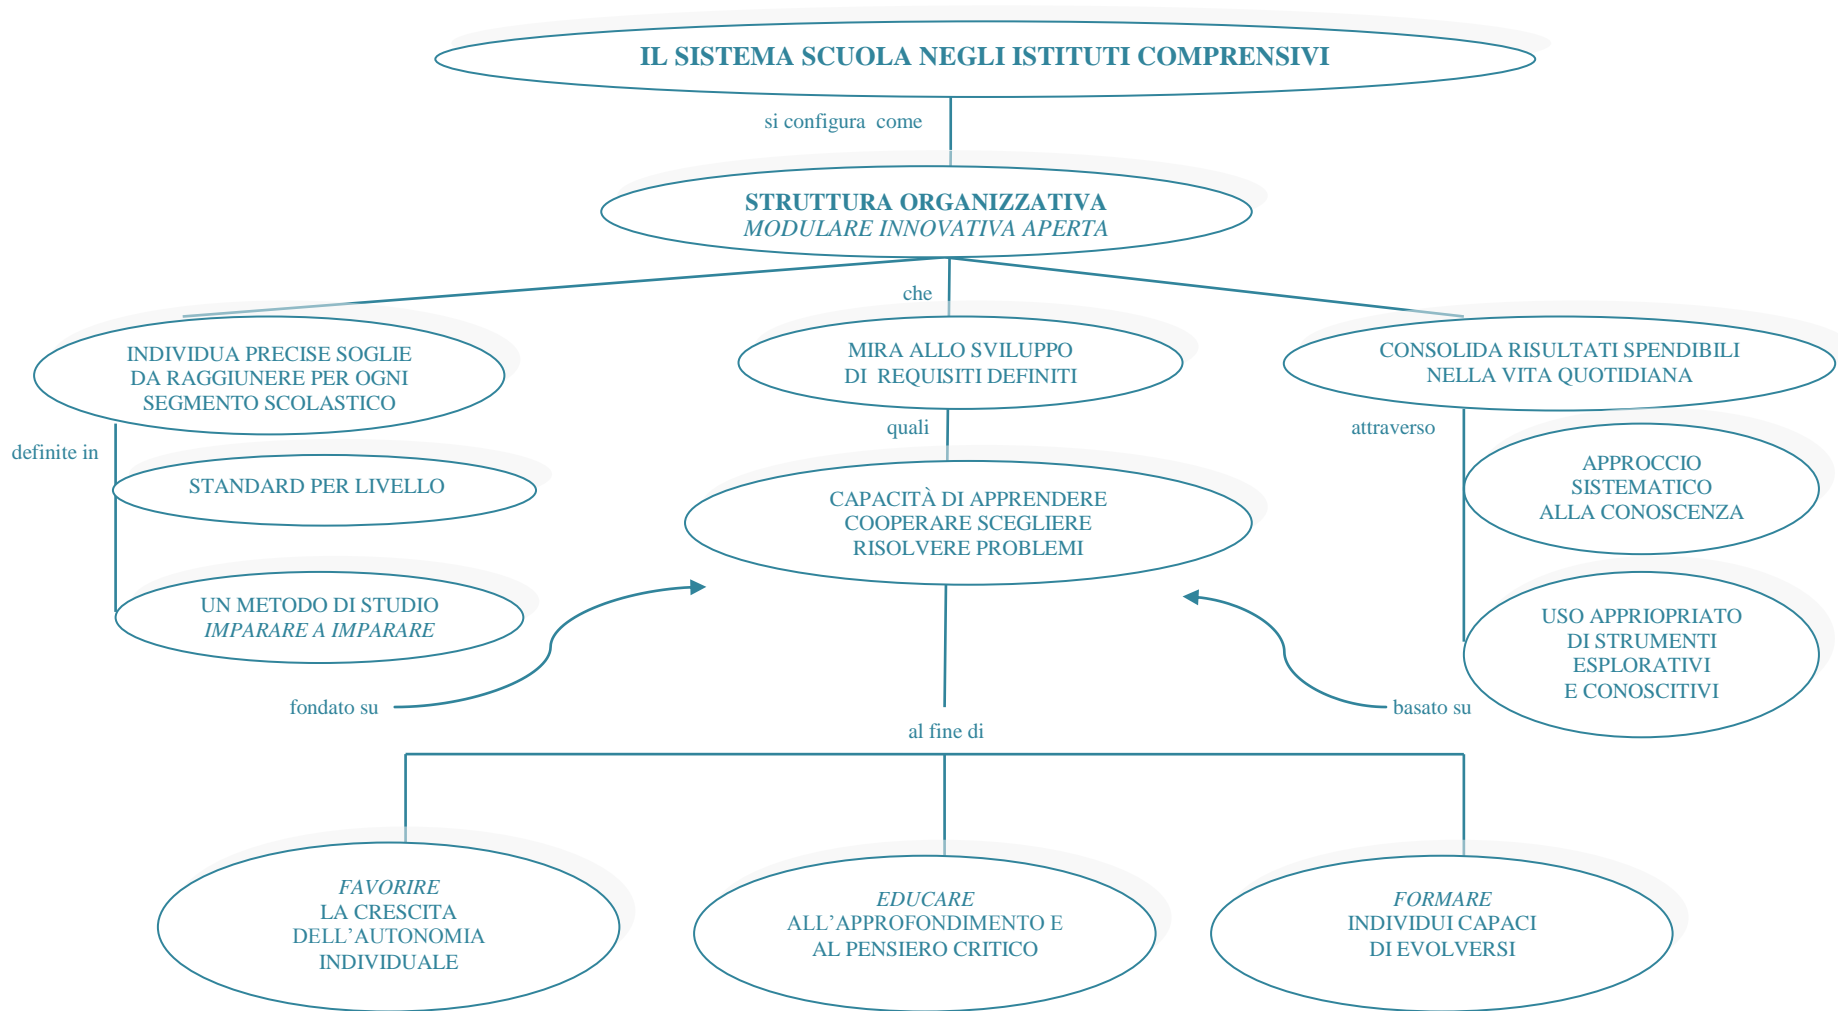 IL SISTEMA SCUOLA NEGLI ISTITUTI COMPRENSIVI
si configura come
STRUTTURA ORGANIZZATIVA
MODULARE INNOVATIVA APERTA
che
INDIVIDUA PRECISE SOGLIE
DA RAGGIUNERE PER OGNI
SEGMENTO SCOLASTICO
MIRA ALLO SVILUPPO
DI REQUISITI DEFINITI
CONSOLIDA RISULTATI SPENDIBILI
NELLA VITA QUOTIDIANA
definite in
quali
attraverso
STANDARD PER LIVELLO
CAPACITÀ DI APPRENDERE
COOPERARE SCEGLIERE
RISOLVERE PROBLEMI
APPROCCIO
SISTEMATICO
ALLA CONOSCENZA
UN METODO DI STUDIO
IMPARARE A IMPARARE
USO APPRIOPRIATO
DI STRUMENTI
ESPLORATIVI
E CONOSCITIVI
fondato su
basato su
al fine di
FAVORIRE
LA CRESCITA
DELL’AUTONOMIA
INDIVIDUALE
EDUCARE
ALL’APPROFONDIMENTO E
AL PENSIERO CRITICO
FORMARE
INDIVIDUI CAPACI
DI EVOLVERSI